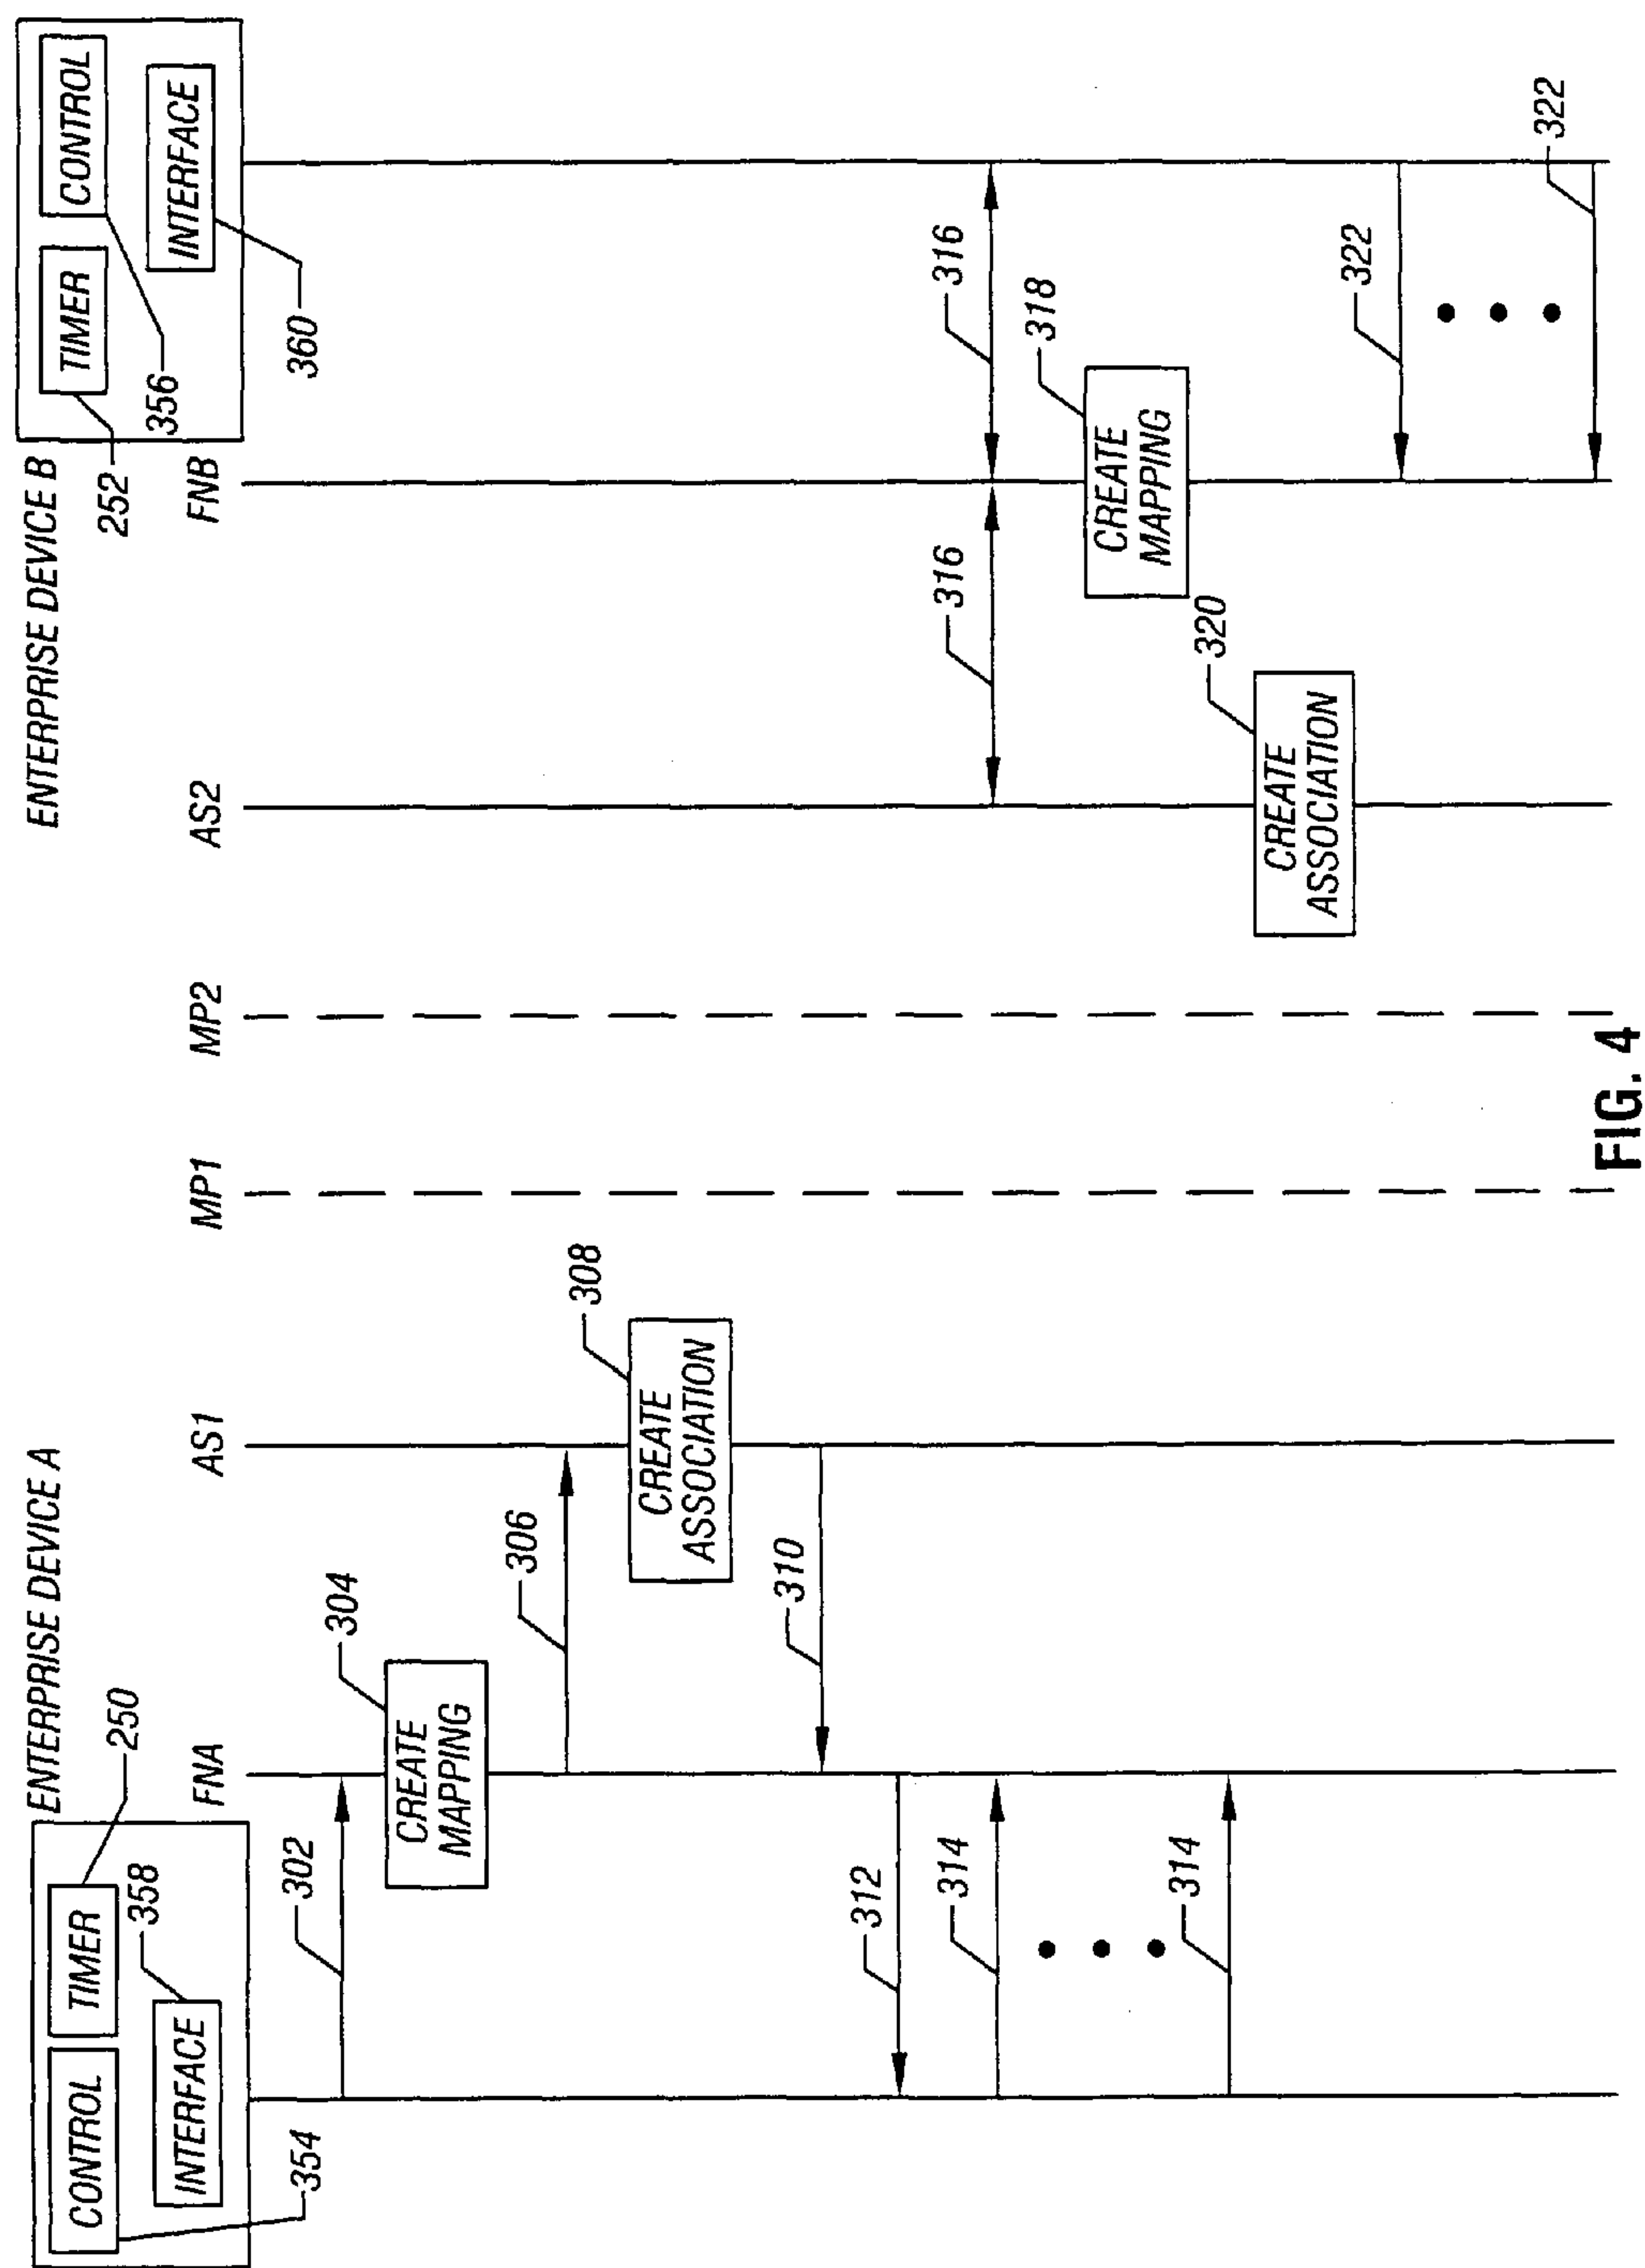 ENTERPRISE DEVICE A
CONTROL
TIMER
INTERFACE
354
250
358
FNA
AS1
MP1
MP2
AS2
FNB
ENTERPRISE DEVICE B
TIMER
CONTROL
INTERFACE
252
356
360
302
304
CREATE
MAPPING
306
308
CREATE
ASSOCIATION
310
312
314
314
316
316
318
CREATE
MAPPING
320
CREATE
ASSOCIATION
322
322
FIG. 4